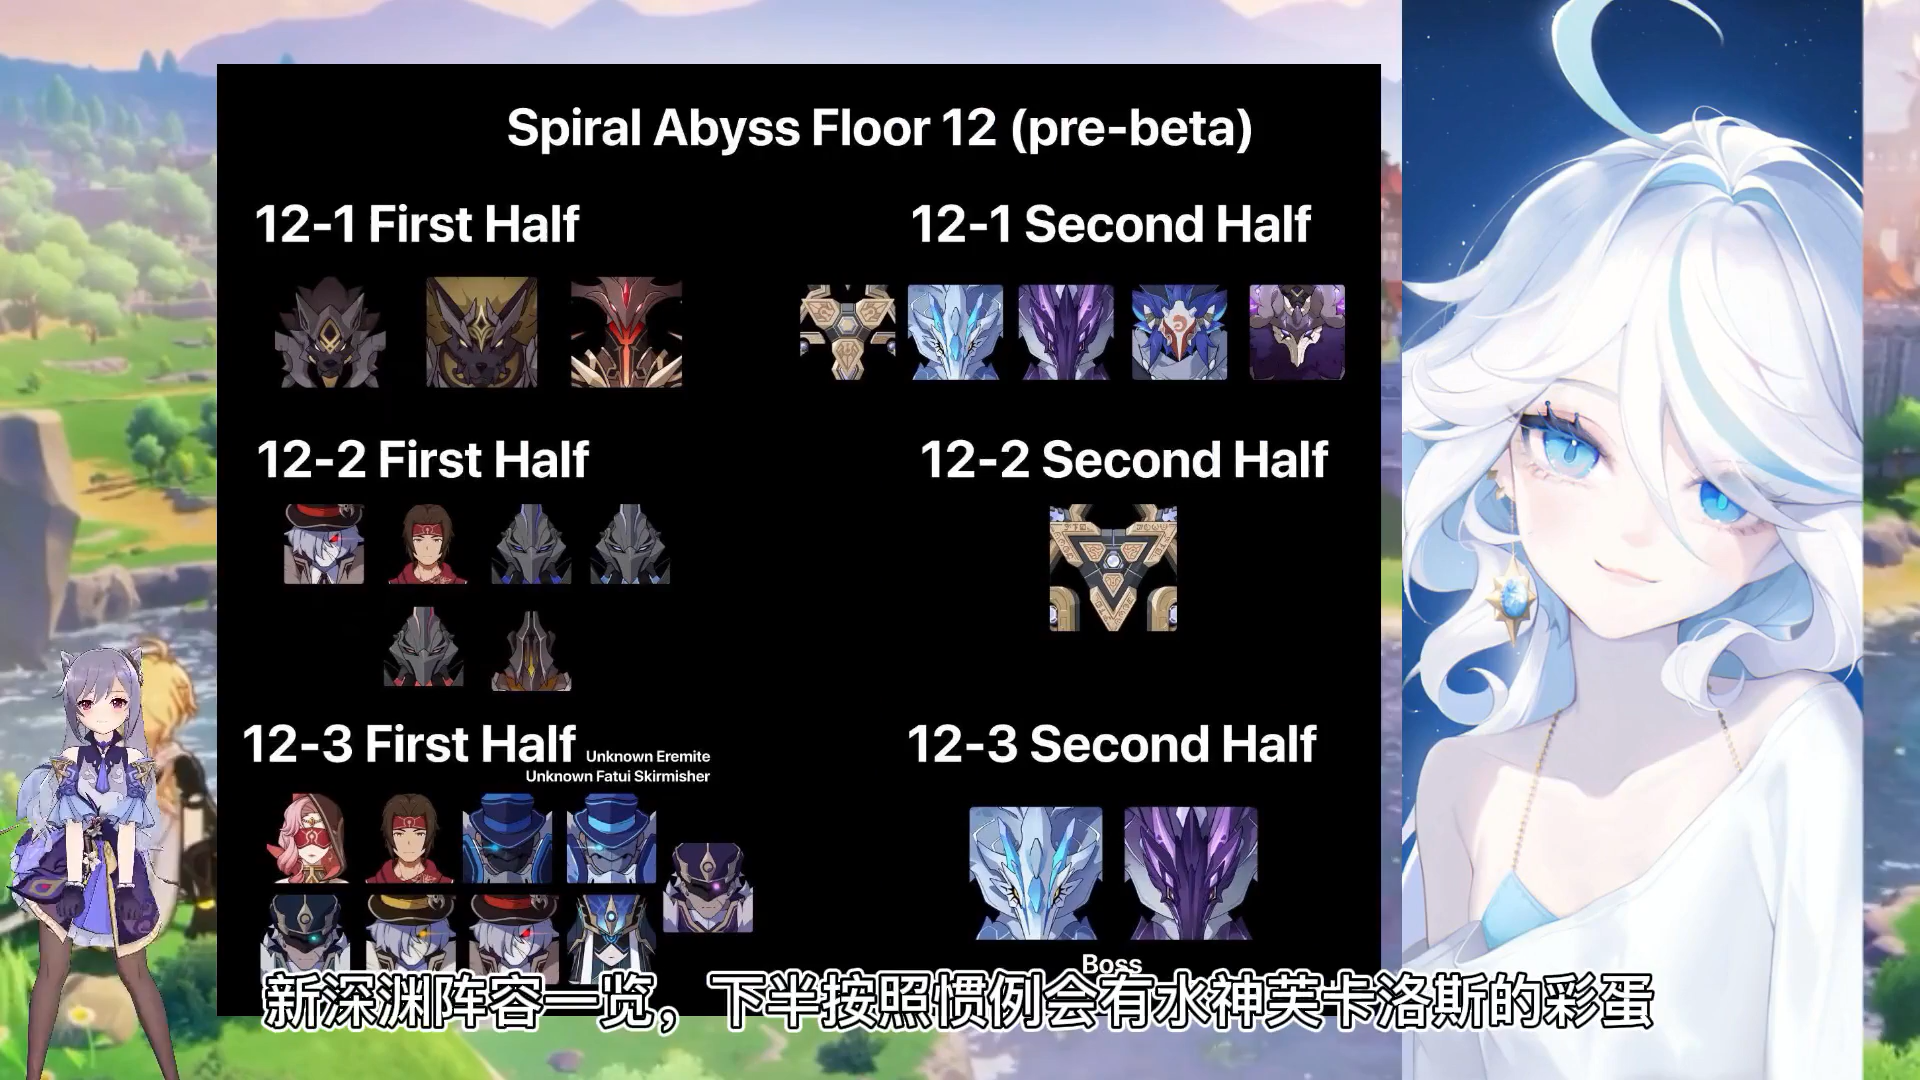 Spiral Abyss Floor 12 (pre-beta)
12-1 First Half
12-1 Second Half
12-2 First Half
12-2 Second Half
12-3 First Half
Unknown Eremite
Unknown Fatui Skirmisher
12-3 Second Half
Boss
新深渊阵容一览，下半按照惯例会有水神芙卡洛斯的彩蛋